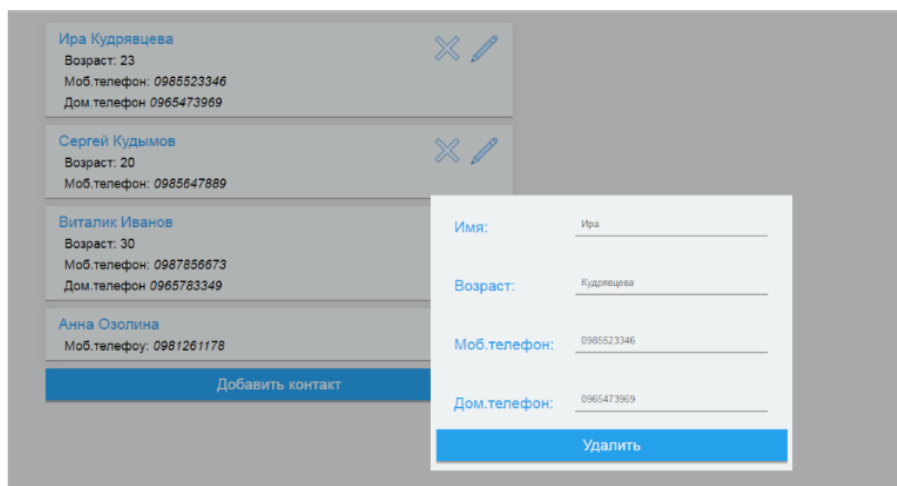 Ира Кудрявцева
Возраст: 23
Моб.телефон: 0985523346
Дом.телефон 0965473969
Сергей Кудымов
Возраст: 20
Моб.телефон: 0985647889
Виталик Иванов
Возраст: 30
Моб.телефон: 0987856673
Дом.телефон 0965783349
Анна Озолина
Моб.телефоу: 0981261178
Добавить контакт
Имя: Ира
Возраст: Кудрявцева
Моб.телефон: 0985523346
Дом.телефон: 0965473969
Удалить